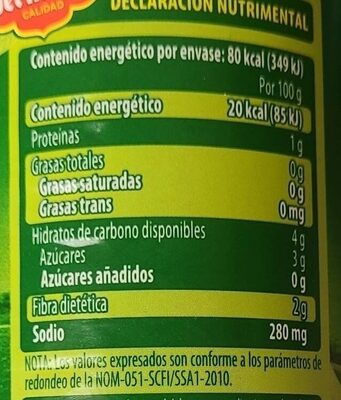 CALIDAD
DECLARACIÓN NUTRIMENTAL
Contenido energético por envase: 80 kcal (349 kJ)
Por 100 g
Contenido energético 20 kcal (85 kJ)
Proteínas 1 g
Grasas totales 0g
Grasas saturadas 0g
Grasas trans 0 mg
Hidratos de carbono disponibles 4 g
Azúcares 3 g
Azúcares añadidos 0 g
Fibra dietética 2g
Sodio 280 mg
NOTA: Los valores expresados son conforme a los parámetros de
redondeo de la NOM-051-SCFI/SSA1-2010.